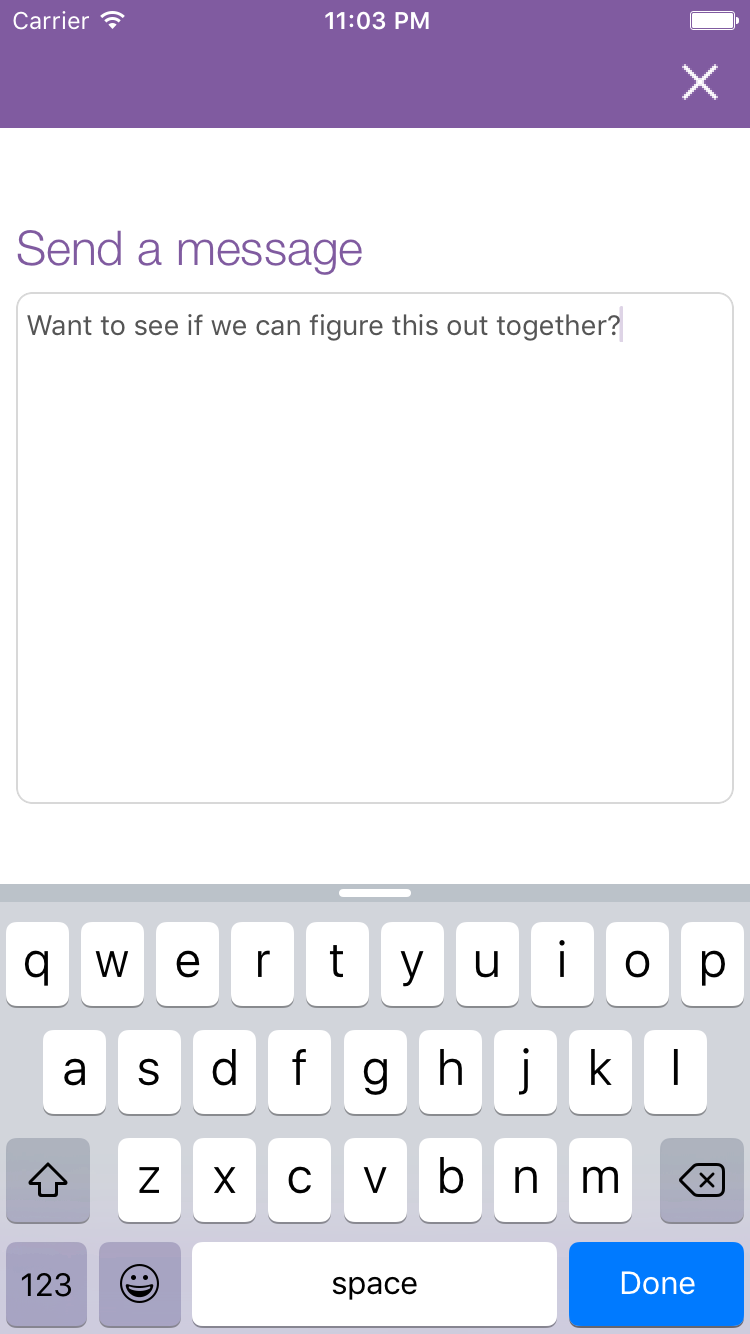 Carrier 11:03 PM
Send a message
Want to see if we can figure this out together?
q w e r t y u i o p
a s d f g h j k l
z x c v b n m
123 space Done